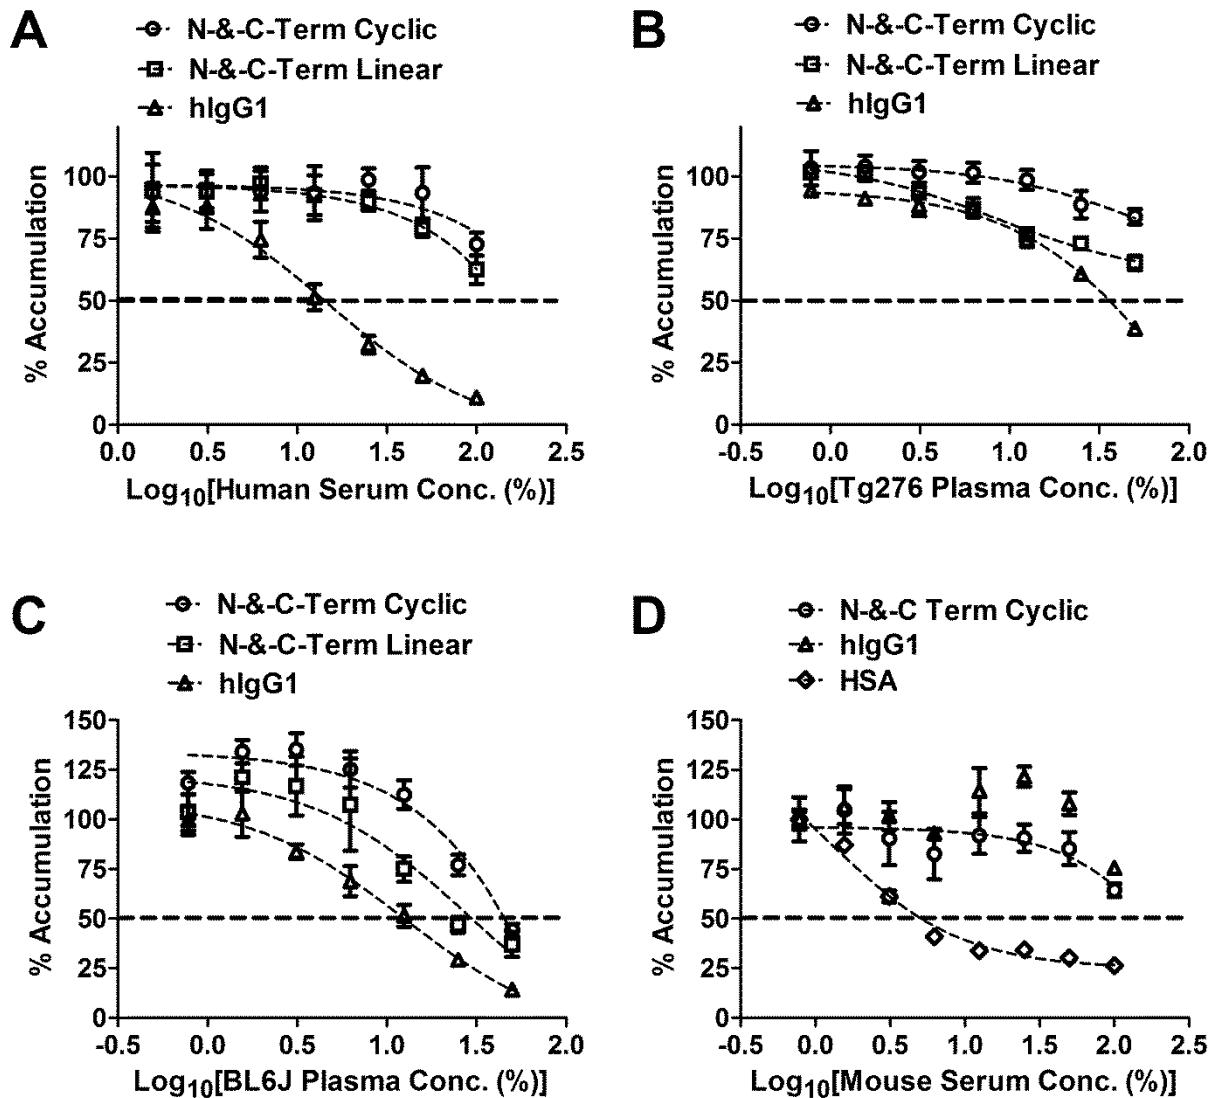 A
N-&-C-Term Cyclic
N-&-C-Term Linear
hIgG1
% Accumulation
100
75
50
25
0
0.0 0.5 1.0 1.5 2.0 2.5
Log10[Human Serum Conc. (%)]
B
N-&-C-Term Cyclic
N-&-C-Term Linear
hIgG1
% Accumulation
100
75
50
25
0
-0.5 0.0 0.5 1.0 1.5 2.0
Log10[Tg276 Plasma Conc. (%)]
C
N-&-C-Term Cyclic
N-&-C-Term Linear
hIgG1
% Accumulation
150
125
100
75
50
25
0
-0.5 0.0 0.5 1.0 1.5 2.0
Log10[BL6J Plasma Conc. (%)]
D
N-&-C Term Cyclic
hIgG1
HSA
% Accumulation
150
125
100
75
50
25
0
-0.5 0.0 0.5 1.0 1.5 2.0 2.5
Log10[Mouse Serum Conc. (%)]